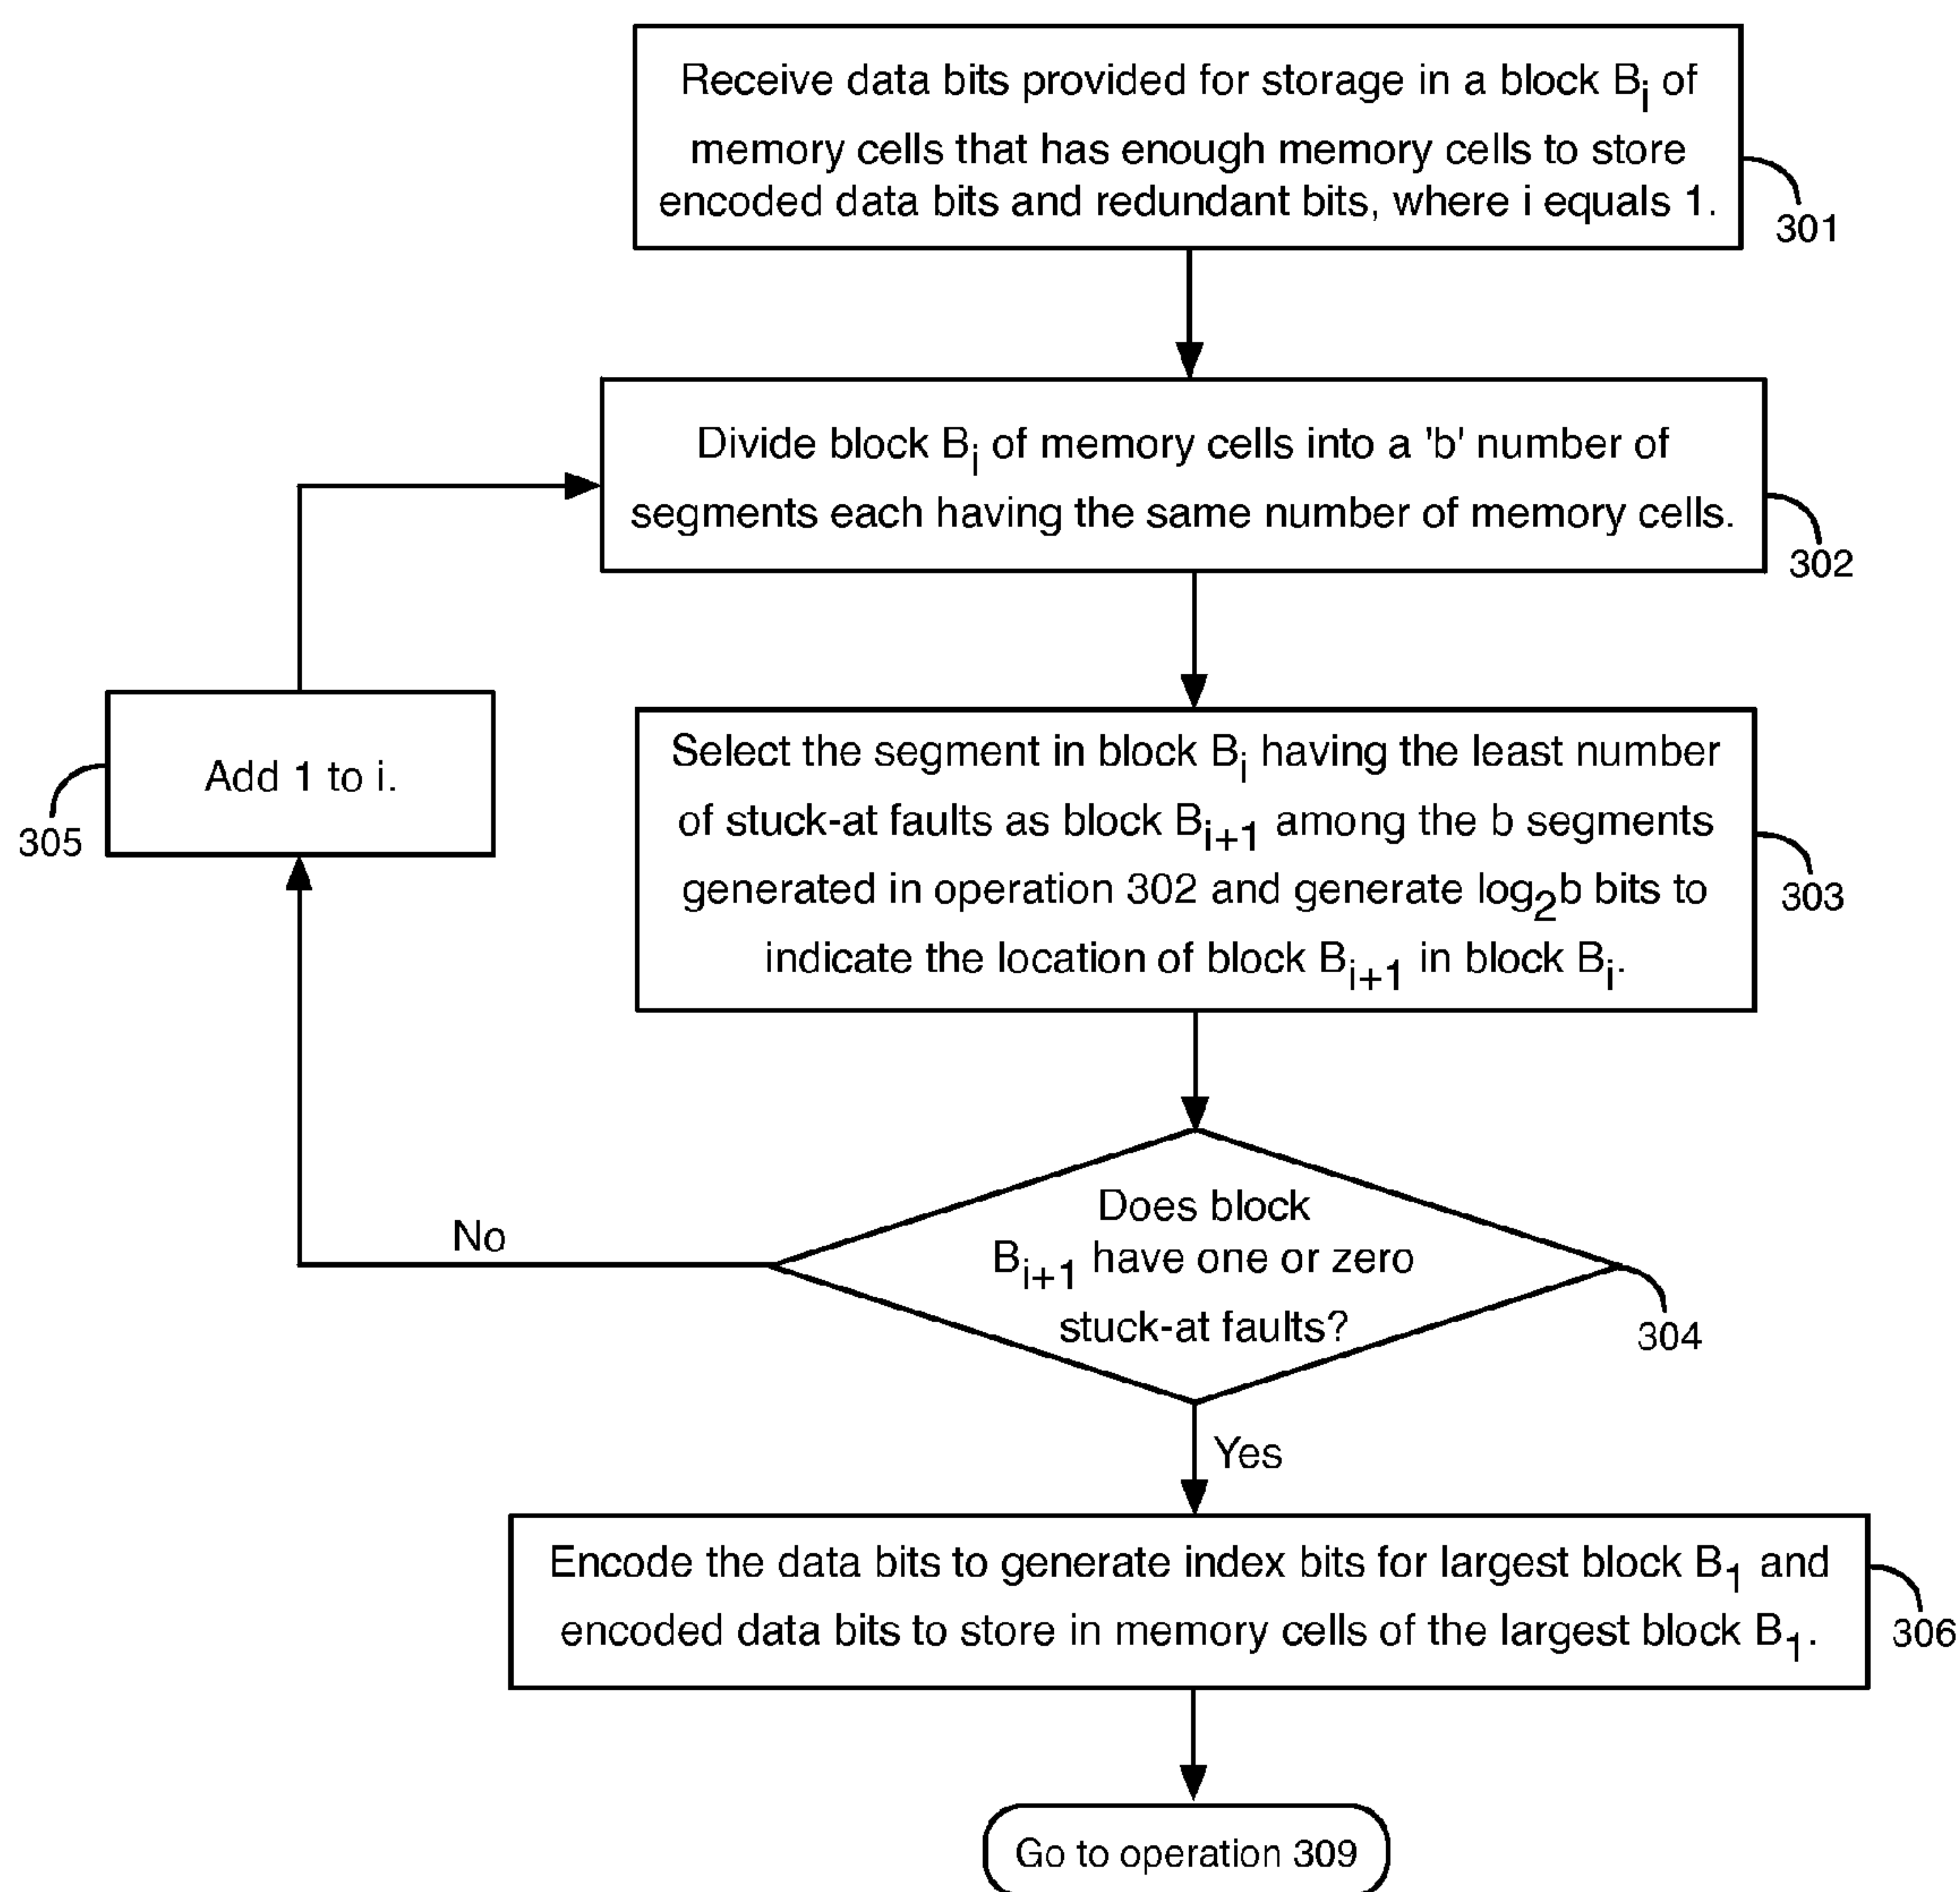 Receive data bits provided for storage in a block Bi of
memory cells that has enough memory cells to store
encoded data bits and redundant bits, where i equals 1.
301
Divide block Bi of memory cells into a 'b' number of
segments each having the same number of memory cells.
302
Select the segment in block Bi having the least number
of stuck-at faults as block Bi+1 among the b segments
generated in operation 302 and generate log2b bits to
indicate the location of block Bi+1 in block Bi.
303
Add 1 to i.
305
Does block
Bi+1 have one or zero
stuck-at faults?
304
No
Yes
Encode the data bits to generate index bits for largest block B1 and
encoded data bits to store in memory cells of the largest block B1.
306
Go to operation 309